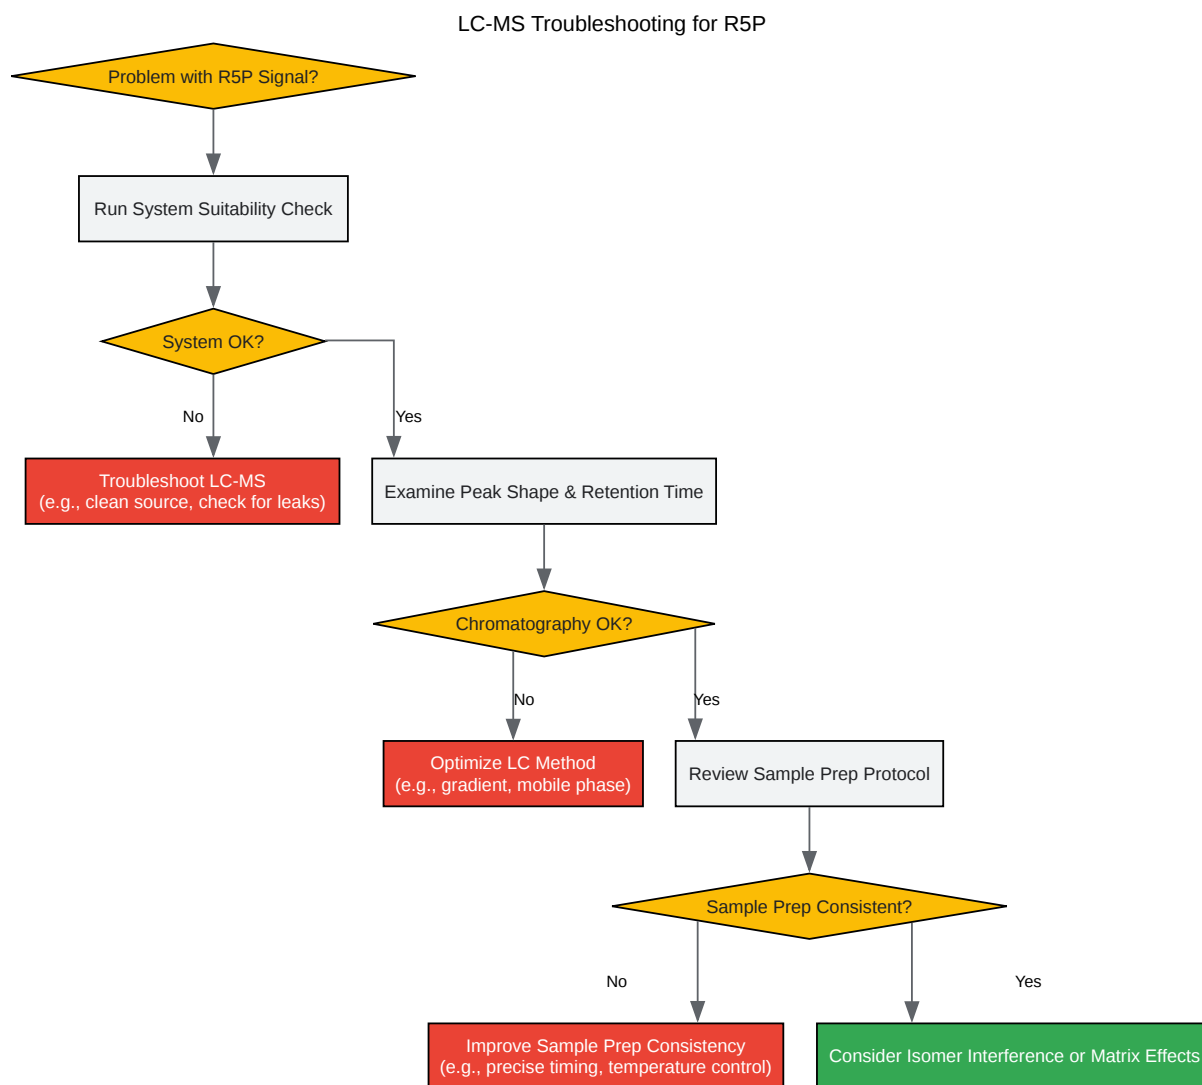 LC-MS Troubleshooting for R5P
Problem with R5P Signal?
Run System Suitability Check
System OK?
No
Yes
Troubleshoot LC-MS
(e.g., clean source, check for leaks)
Examine Peak Shape & Retention Time
Chromatography OK?
No
Yes
Optimize LC Method
(e.g., gradient, mobile phase)
Review Sample Prep Protocol
Sample Prep Consistent?
No
Yes
Improve Sample Prep Consistency
(e.g., precise timing, temperature control)
Consider Isomer Interference or Matrix Effects